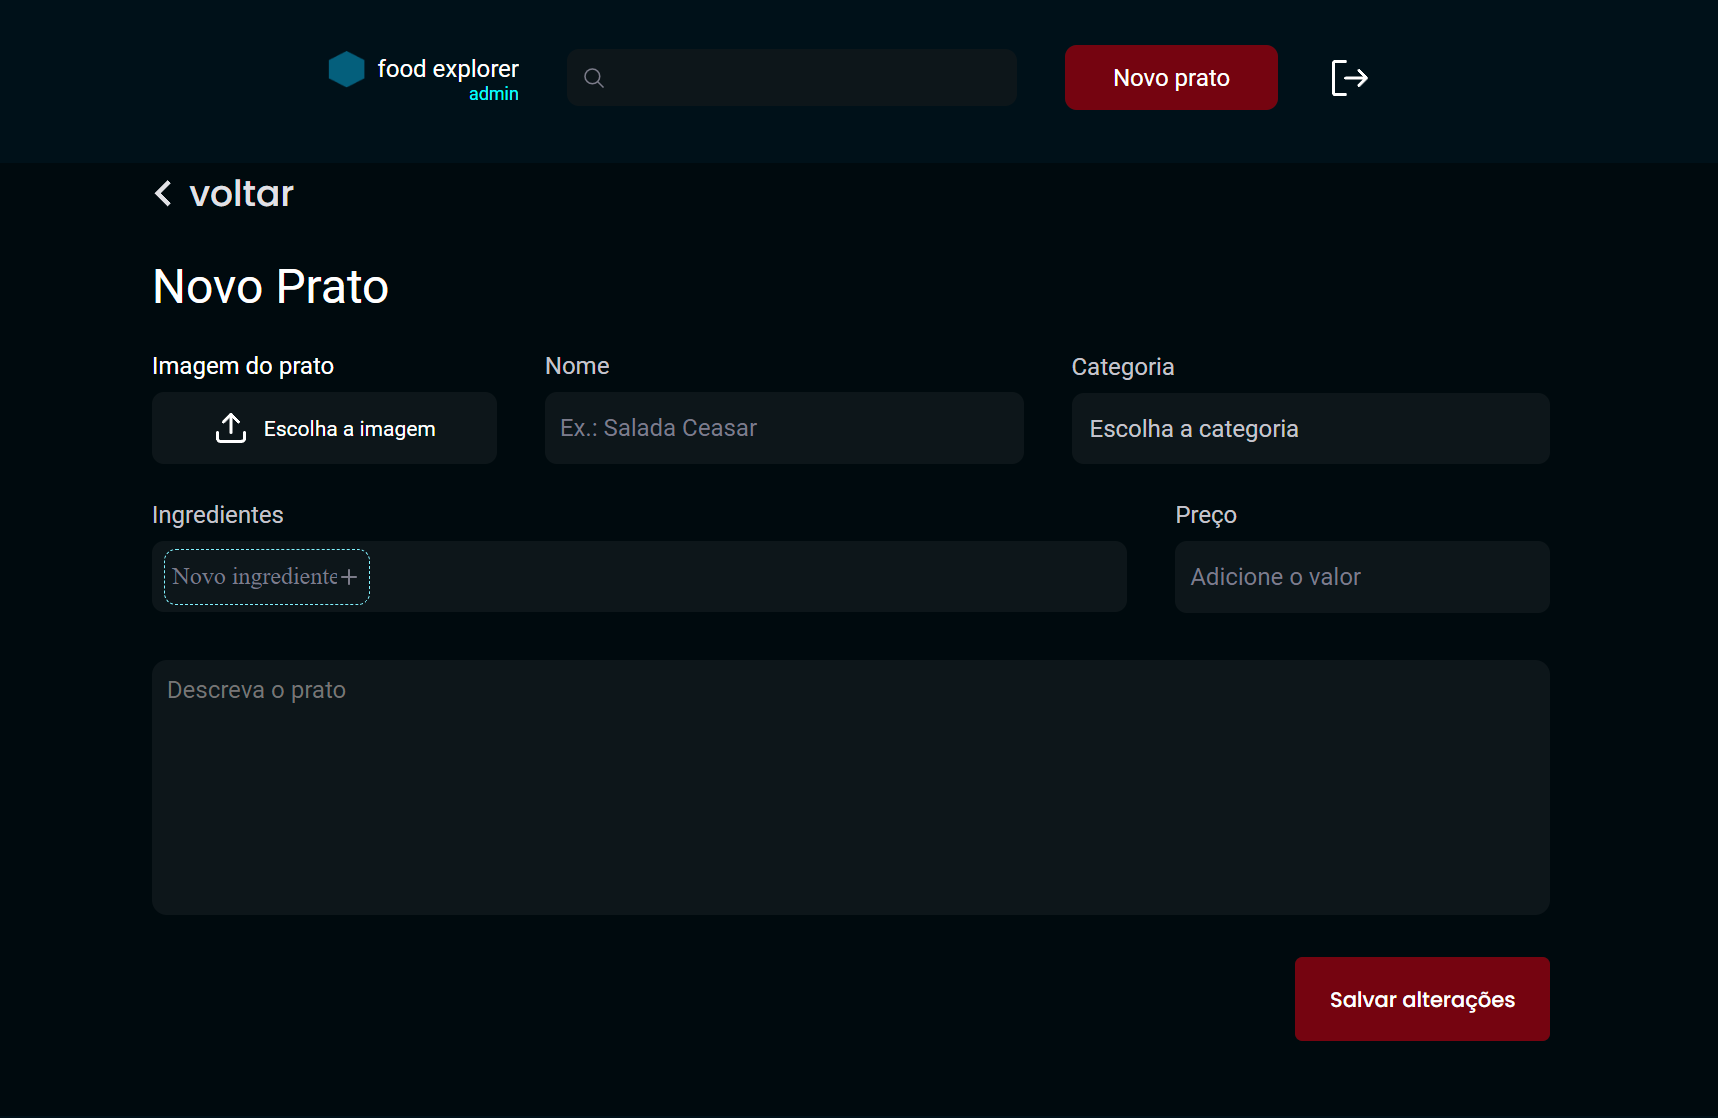 food explorer
admin
Novo prato
voltar
Novo Prato
Imagem do prato
Nome
Categoria
Escolha a imagem
Ex.: Salada Ceasar
Escolha a categoria
Ingredientes
Preço
Novo ingrediente
Adicione o valor
Descreva o prato
Salvar alterações